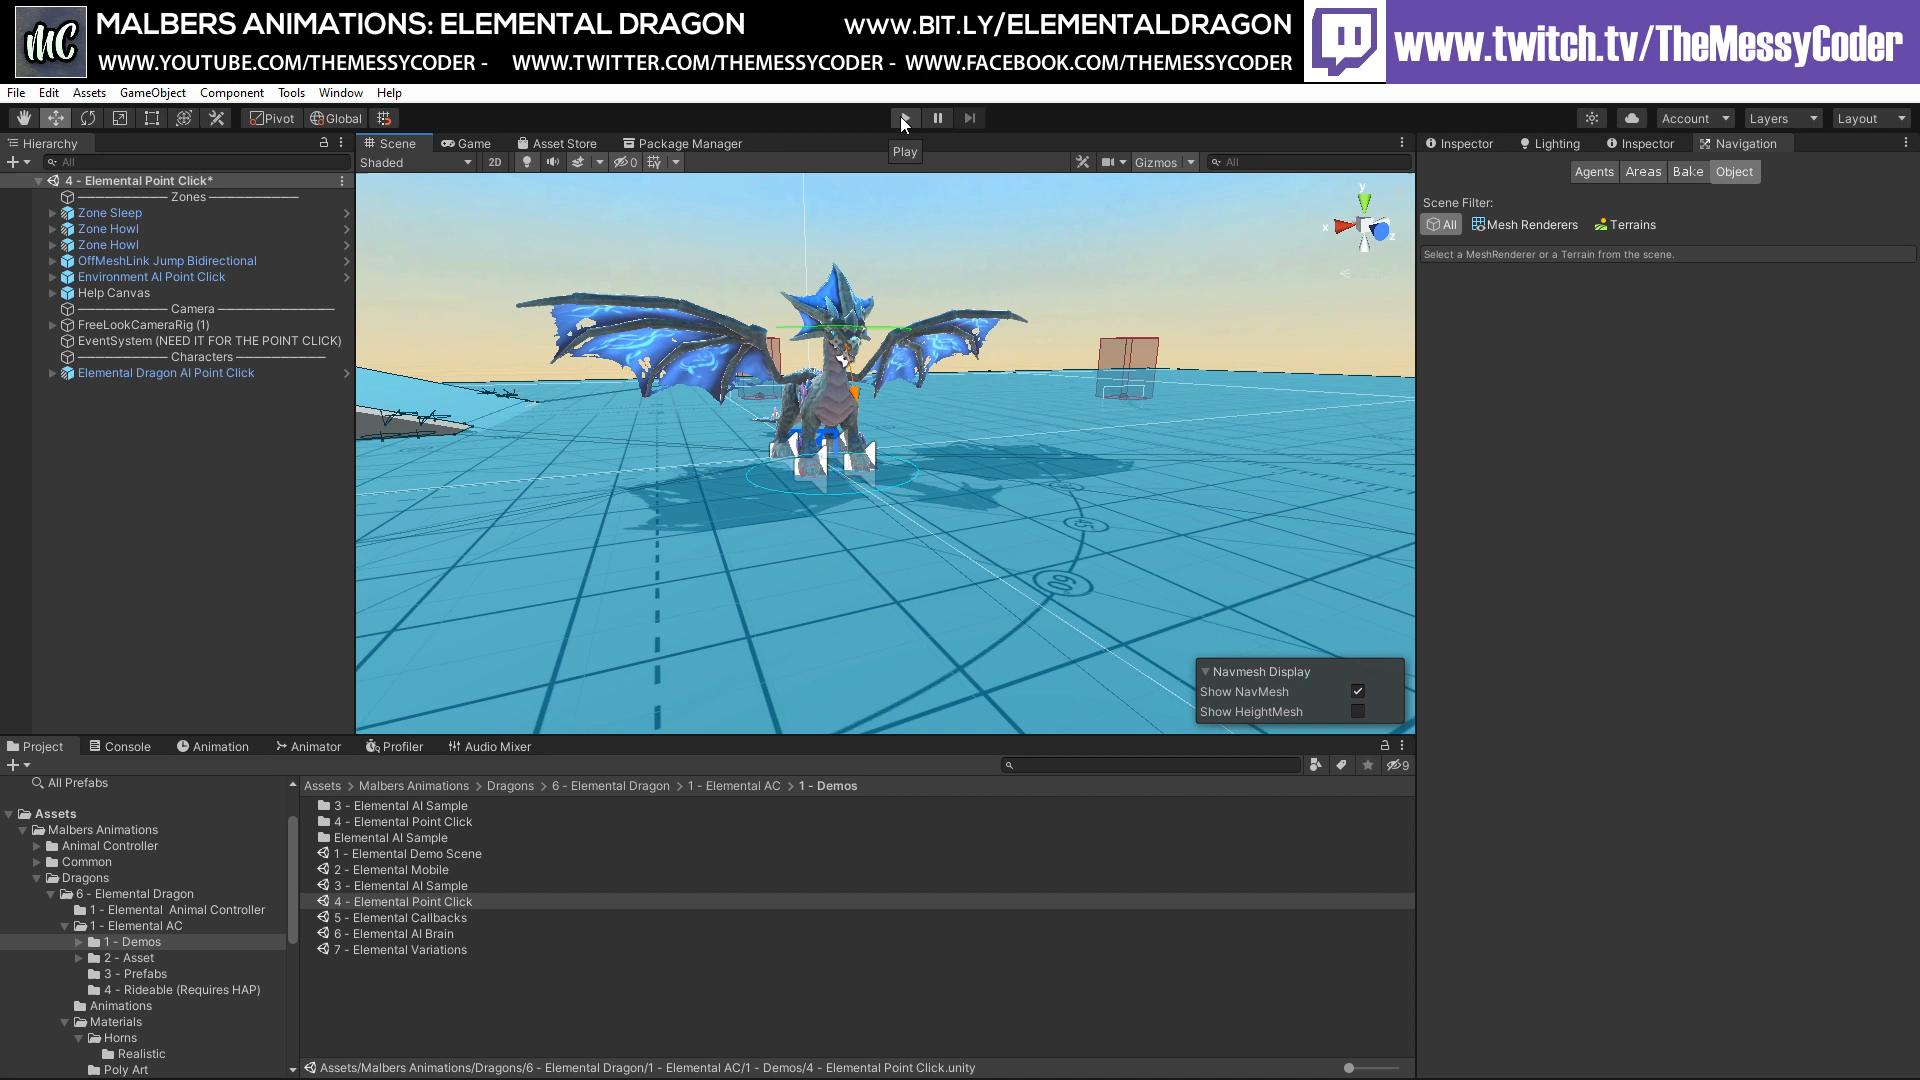 MC
MALBERS ANIMATIONS: ELEMENTAL DRAGON
WWW.BIT.LY/ELEMENTALDRAGON
WWW.YOUTUBE.COM/THEMESSYCODER - WWW.TWITTER.COM/THEMESSYCODER - WWW.FACEBOOK.COM/THEMESSYCODER
www.twitch.tv/TheMessyCoder
File Edit Assets GameObject Component Tools Window Help
Pivot Global
Account Layers Layout
Play
Hierarchy
All
4 - Elemental Point Click*
Zones
Zone Sleep
Zone Howl
Zone Howl
OffMeshLink Jump Bidirectional
Environment AI Point Click
Help Canvas
Camera
FreeLookCameraRig (1)
EventSystem (NEED IT FOR THE POINT CLICK)
Characters
Elemental Dragon AI Point Click
Scene Game Asset Store Package Manager
Shaded 2D 0 Gizmos All
y
x
z
60
Navmesh Display
Show NavMesh
Show HeightMesh
Inspector Lighting Inspector Navigation
Agents Areas Bake Object
Scene Filter:
All Mesh Renderers Terrains
Select a MeshRenderer or a Terrain from the scene.
Project Console Animation Animator Profiler Audio Mixer
9
All Prefabs
Assets
Malbers Animations
Animal Controller
Common
Dragons
6 - Elemental Dragon
1 - Elemental Animal Controller
1 - Elemental AC
1 - Demos
2 - Asset
3 - Prefabs
4 - Rideable (Requires HAP)
Animations
Materials
Horns
Realistic
Poly Art
Assets > Malbers Animations > Dragons > 6 - Elemental Dragon > 1 - Elemental AC > 1 - Demos
3 - Elemental AI Sample
4 - Elemental Point Click
Elemental AI Sample
1 - Elemental Demo Scene
2 - Elemental Mobile
3 - Elemental AI Sample
4 - Elemental Point Click
5 - Elemental Callbacks
6 - Elemental AI Brain
7 - Elemental Variations
Assets/Malbers Animations/Dragons/6 - Elemental Dragon/1 - Elemental AC/1 - Demos/4 - Elemental Point Click.unity